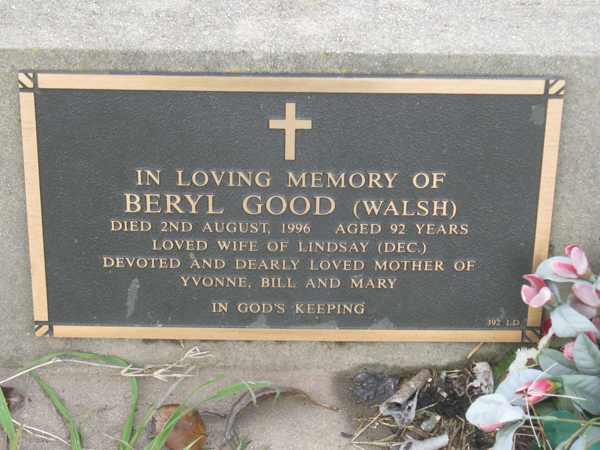 IN LOVING MEMORY OF
BERYL GOOD (WALSH)
DIED 2ND AUGUST, 1996 AGED 92 YEARS
LOVED WIFE OF LINDSAY (DEC.)
DEVOTED AND DEARLY LOVED MOTHER OF
YVONNE, BILL AND MARY
IN GOD'S KEEPING
392 LD